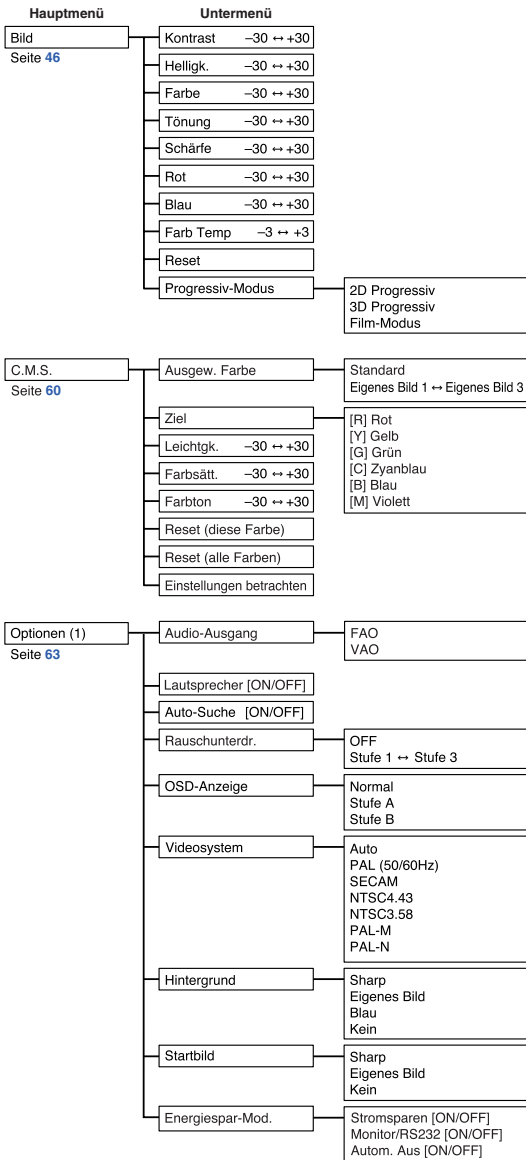 Hauptmenü Untermenü
Bild
Seite 46
Kontrast –30 ↔ +30
Helligk. –30 ↔ +30
Farbe –30 ↔ +30
Tönung –30 ↔ +30
Schärfe –30 ↔ +30
Rot –30 ↔ +30
Blau –30 ↔ +30
Farb Temp –3 ↔ +3
Reset
Progressiv-Modus
2D Progressiv
3D Progressiv
Film-Modus
C.M.S.
Seite 60
Ausgew. Farbe
Standard
Eigenes Bild 1 ↔ Eigenes Bild 3
Ziel
[R] Rot
[Y] Gelb
[G] Grün
[C] Zyanblau
[B] Blau
[M] Violett
Leichtgk. –30 ↔ +30
Farbsätt. –30 ↔ +30
Farbton –30 ↔ +30
Reset (diese Farbe)
Reset (alle Farben)
Einstellungen betrachten
Optionen (1)
Seite 63
Audio-Ausgang
FAO
VAO
Lautsprecher [ON/OFF]
Auto-Suche [ON/OFF]
Rauschunterdr.
OFF
Stufe 1 ↔ Stufe 3
OSD-Anzeige
Normal
Stufe A
Stufe B
Videosystem
Auto
PAL (50/60Hz)
SECAM
NTSC4.43
NTSC3.58
PAL-M
PAL-N
Hintergrund
Sharp
Eigenes Bild
Blau
Kein
Startbild
Sharp
Eigenes Bild
Kein
Energiespar-Mod.
Stromsparen [ON/OFF]
Monitor/RS232 [ON/OFF]
Autom. Aus [ON/OFF]